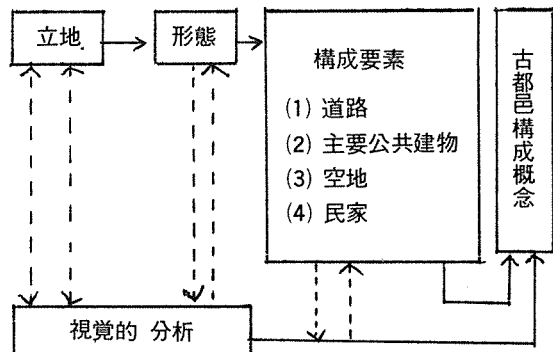 立地
形態
構成要素
(1) 道路
(2) 主要公共建物
(3) 空地
(4) 民家
古都邑構成概念
視覚的 分析